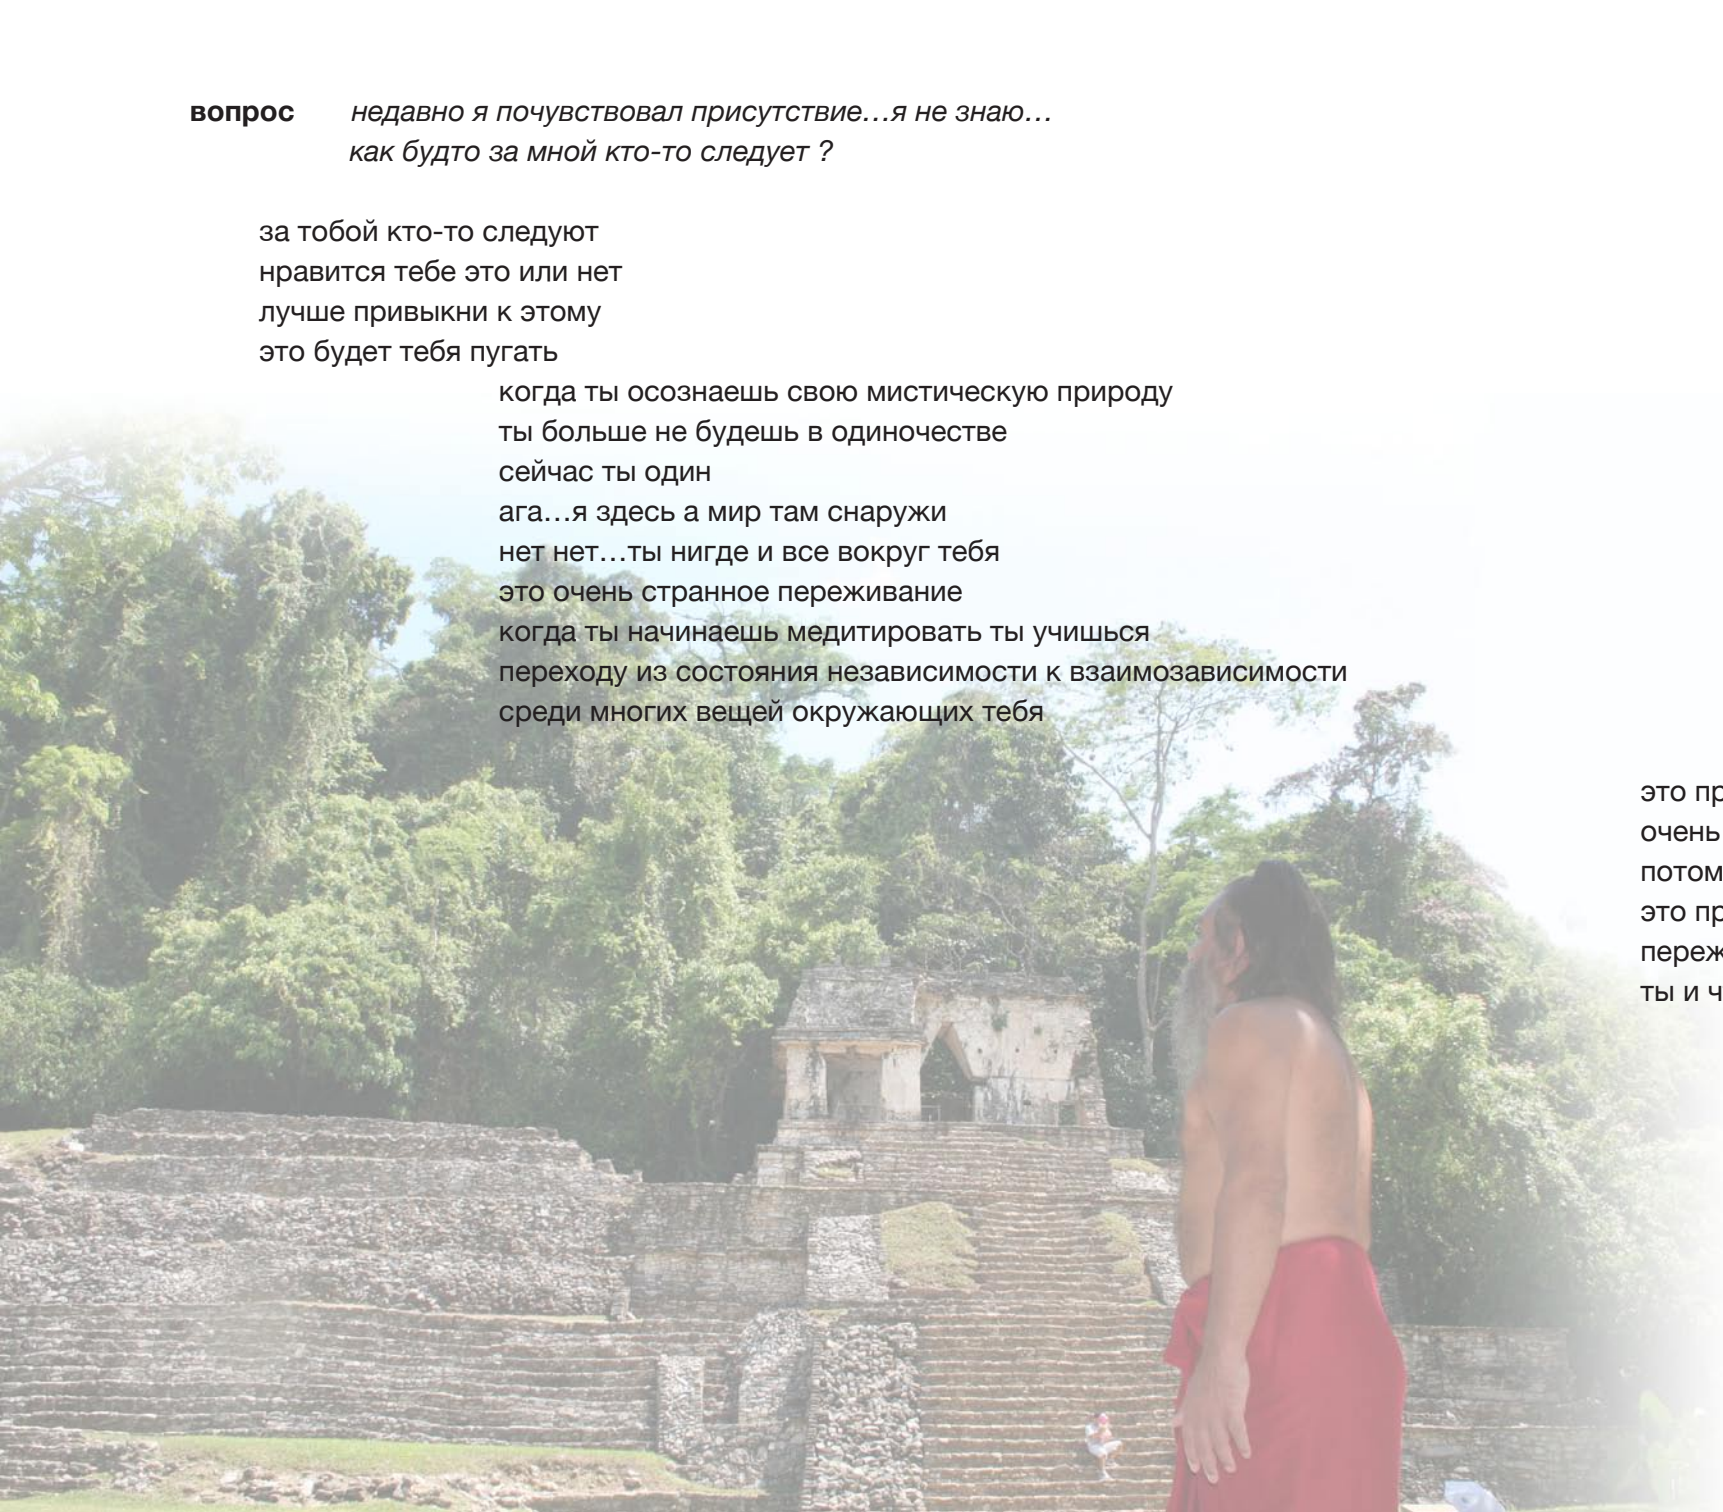 вопрос недавно я почувствовал присутствие…я не знаю…
как будто за мной кто-то следует ?
за тобой кто-то следуют
нравится тебе это или нет
лучше привыкни к этому
это будет тебя пугать
когда ты осознаешь свою мистическую природу
ты больше не будешь в одиночестве
сейчас ты один
ага…я здесь а мир там снаружи
нет нет…ты нигде и все вокруг тебя
это очень странное переживание
когда ты начинаешь медитировать ты учишься
переходу из состояния независимости к взаимозависимости
среди многих вещей окружающих тебя
это
очень
потом
это
ты и